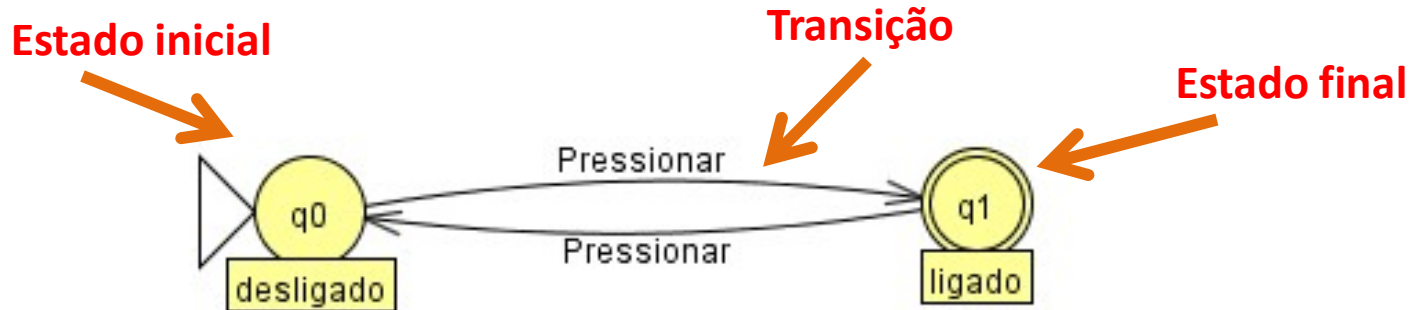 Estado inicial
Transição
Estado final
Pressionar
q0
q1
Pressionar
desligado
ligado